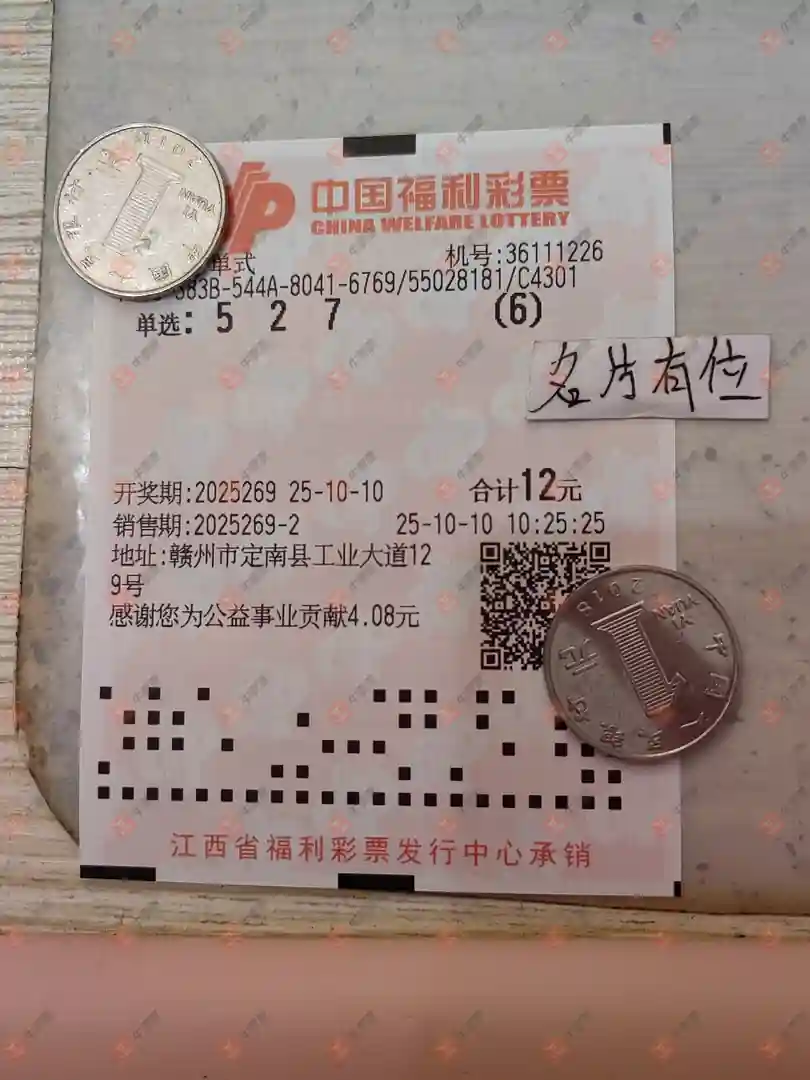 中国福利彩票
CHINA WELFARE LOTTERY
单式 机号:36111226
883B-544A-8041-6769/55028181/C4301
单选: 5 2 7 (6)
名片有位
开奖期:2025269 25-10-10 合计12元
销售期:2025269-2 25-10-10 10:25:25
地址:赣州市定南县工业大道12
9号
感谢您为公益事业贡献4.08元
江西省福利彩票发行中心承销